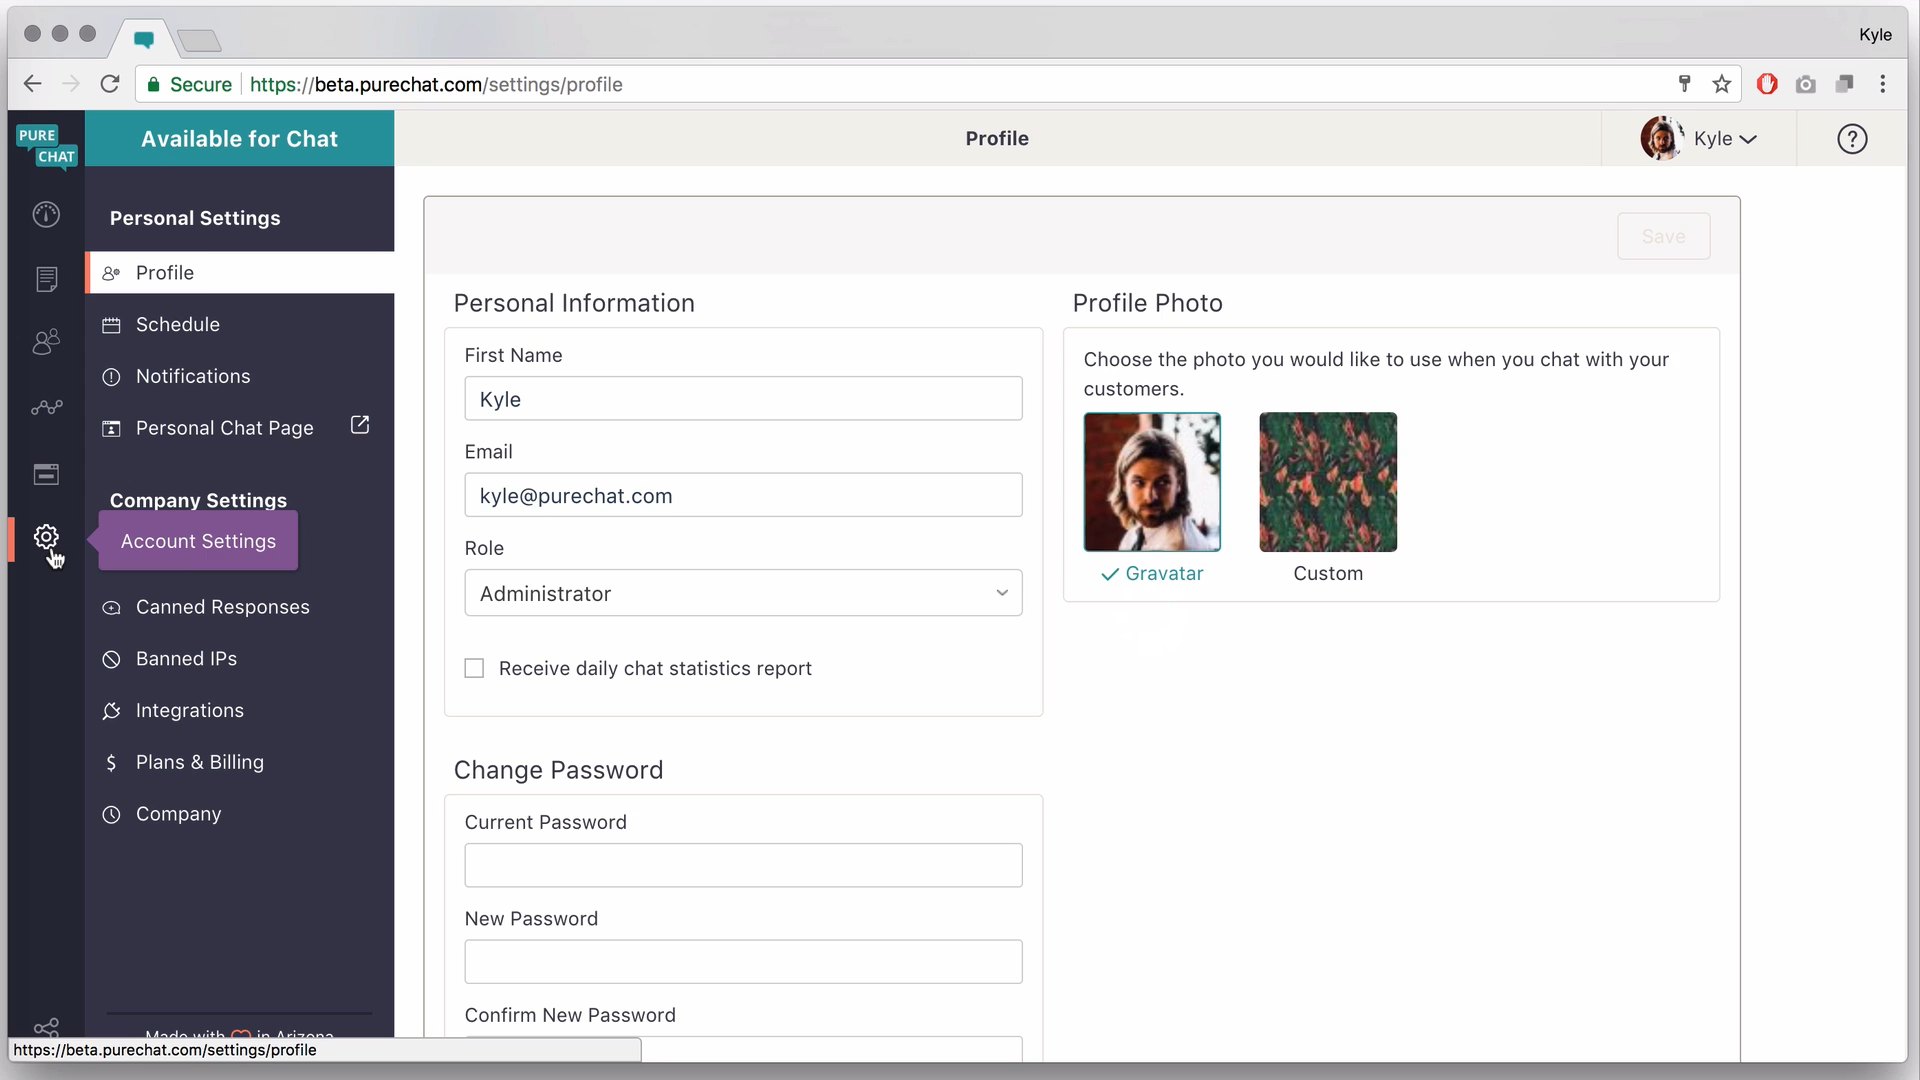 Kyle
Secure
https://beta.purechat.com/settings/profile
PURE
CHAT
Available for Chat
Profile
Kyle
?
Personal Settings
Profile
Schedule
Notifications
Personal Chat Page
Company Settings
Account Settings
Canned Responses
Banned IPs
Integrations
$ Plans & Billing
Company
Made with in Arizona
https://beta.purechat.com/settings/profile
Save
Personal Information
First Name
Kyle
Email
kyle@purechat.com
Role
Administrator
Receive daily chat statistics report
Change Password
Current Password
New Password
Confirm New Password
Profile Photo
Choose the photo you would like to use when you chat with your
customers.
Gravatar
Custom